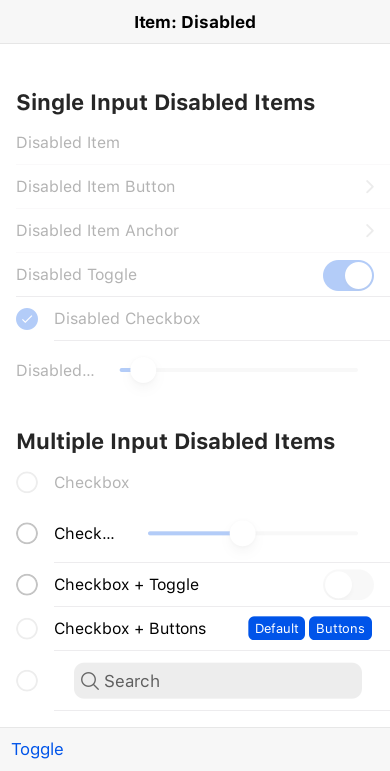 Item: Disabled
Single Input Disabled Items
Disabled Item
Disabled Item Button
Disabled Item Anchor
Disabled Toggle
Disabled Checkbox
Disabled...
Multiple Input Disabled Items
Checkbox
Check...
Checkbox + Toggle
Checkbox + Buttons Default Buttons
Search
Toggle